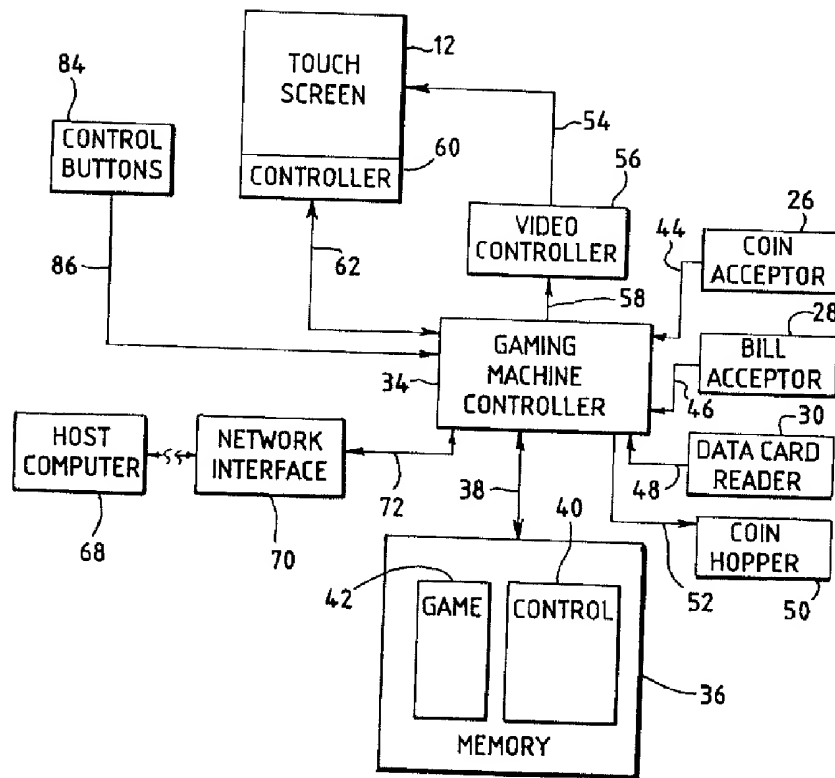 12
TOUCH
SCREEN
84
CONTROL
BUTTONS
54
60
CONTROLLER
56
VIDEO
CONTROLLER
26
COIN
ACCEPTOR
44
86
62
58
28
BILL
ACCEPTOR
34
GAMING
MACHINE
CONTROLLER
46
30
DATA CARD
READER
48
HOST
COMPUTER
NETWORK
INTERFACE
72
38
40
COIN
HOPPER
52
50
68
70
42
GAME
CONTROL
36
MEMORY